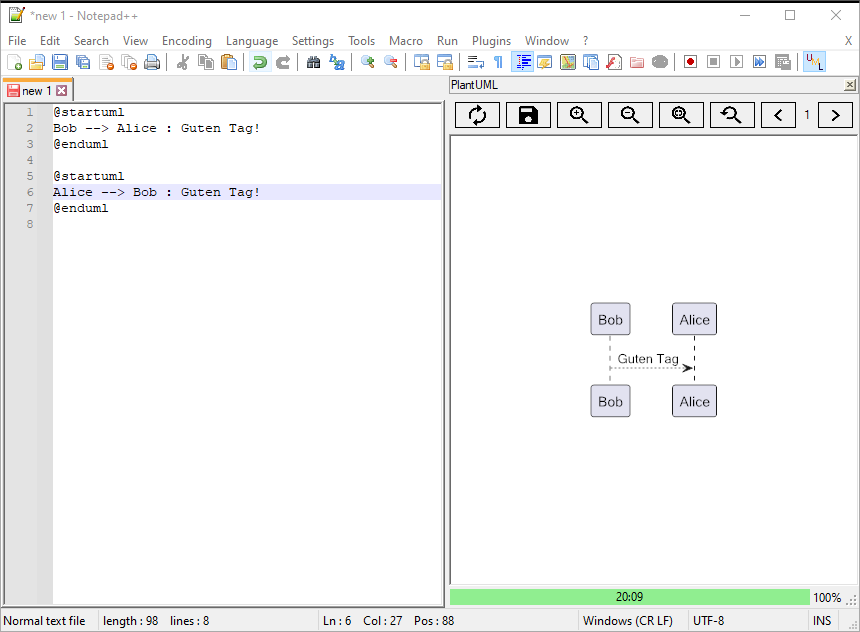 *new 1 - Notepad++
File Edit Search View Encoding Language Settings Tools Macro Run Plugins Window ? X
new 1
PlantUML
1
1 @startuml
2 Bob --> Alice : Guten Tag!
3 @enduml
4
5 @startuml
6 Alice --> Bob : Guten Tag!
7 @enduml
8
Bob Alice
Guten Tag
Bob Alice
20:09 100%
Normal text file length : 98 lines : 8 Ln : 6 Col : 27 Pos : 88 Windows (CR LF) UTF-8 INS